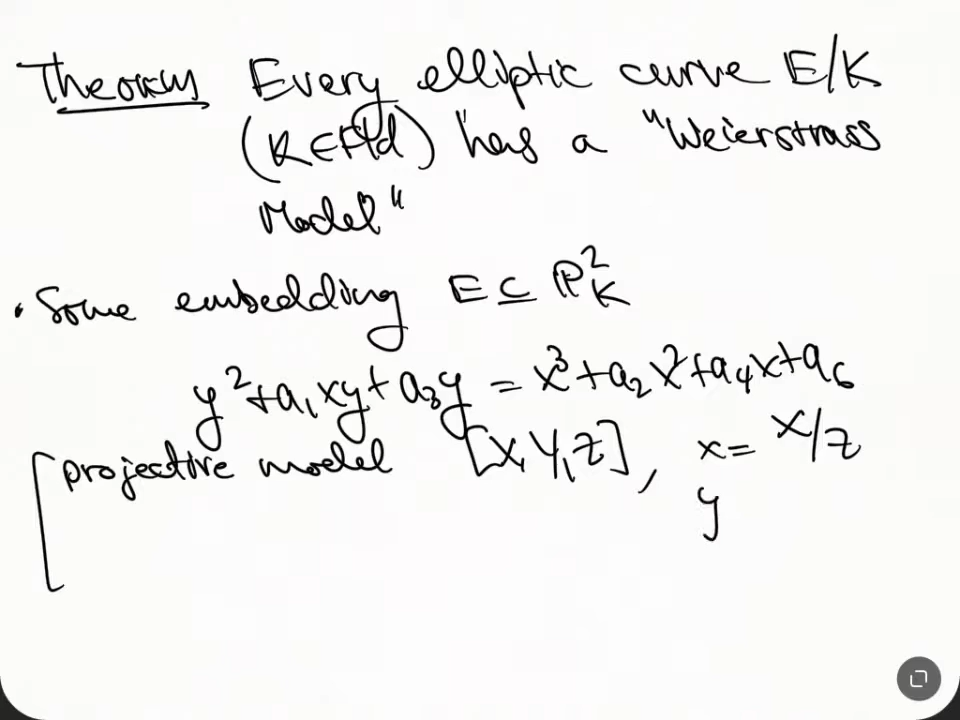 Theorem Every elliptic curve E/K
(K ∈ Fld) has a "Weierstrass
Model"
• Some embedding E ⊆ ℙ²_K
y² + a₁xy + a₃y = x³ + a₂x² + a₄x + a₆
projective model [X, Y, Z], x = X/Z
y